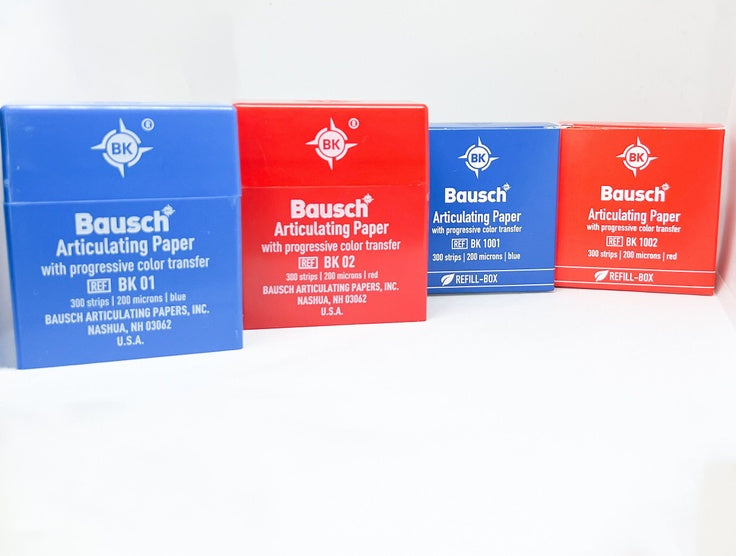 BK
Bausch
Articulating Paper
with progressive color transfer
REF BK 01
300 strips | 200 microns | blue
BAUSCH ARTICULATING PAPERS, INC.
NASHUA, NH 03062
U.S.A.
BK
Bausch
Articulating Paper
with progressive color transfer
REF BK 02
300 strips | 200 microns | red
BAUSCH ARTICULATING PAPERS, INC.
NASHUA, NH 03062
U.S.A.
BK
Bausch
Articulating Paper
with progressive color transfer
REF BK 1001
300 strips | 200 microns | blue
REFILL-BOX
BK
Bausch
Articulating Paper
with progressive color transfer
REF BK 1002
300 strips | 200 microns | red
REFILL-BOX